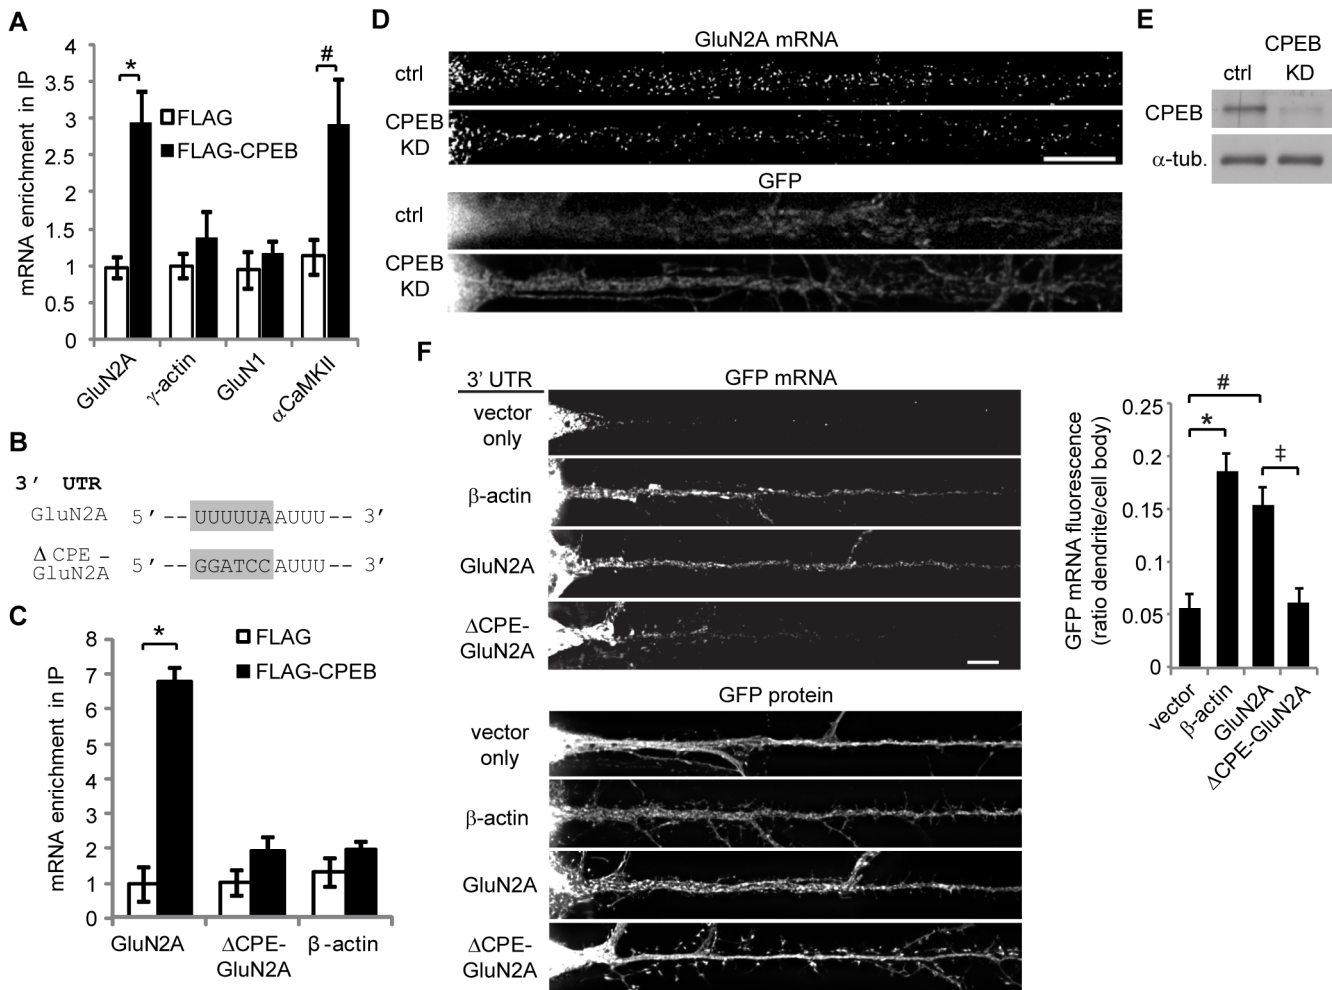 A
mRNA enrichment in IP
4
3.5
3
2.5
2
1.5
1
0.5
0
*
#
FLAG
FLAG-CPEB
GluN2A
γ-actin
GluN1
αCaMKII
B
3′ UTR
GluN2A 5′--UUUUUAAUUU--3′
ΔCPE-
GluN2A 5′--GGATCCAUUU--3′
C
mRNA enrichment in IP
8
7
6
5
4
3
2
1
0
*
FLAG
FLAG-CPEB
GluN2A
ΔCPE-
GluN2A
β-actin
D
GluN2A mRNA
ctrl
CPEB
KD
GFP
ctrl
CPEB
KD
E
CPEB
ctrl KD
CPEB
α-tub.
F
3′ UTR
GFP mRNA
vector
only
β-actin
GluN2A
ΔCPE-
GluN2A
GFP protein
vector
only
β-actin
GluN2A
ΔCPE-
GluN2A
GFP mRNA fluorescence
(ratio dendrite/cell body)
0.25
0.2
0.15
0.1
0.05
0
#
*
‡
vector
β-actin
GluN2A
ΔCPE-GluN2A